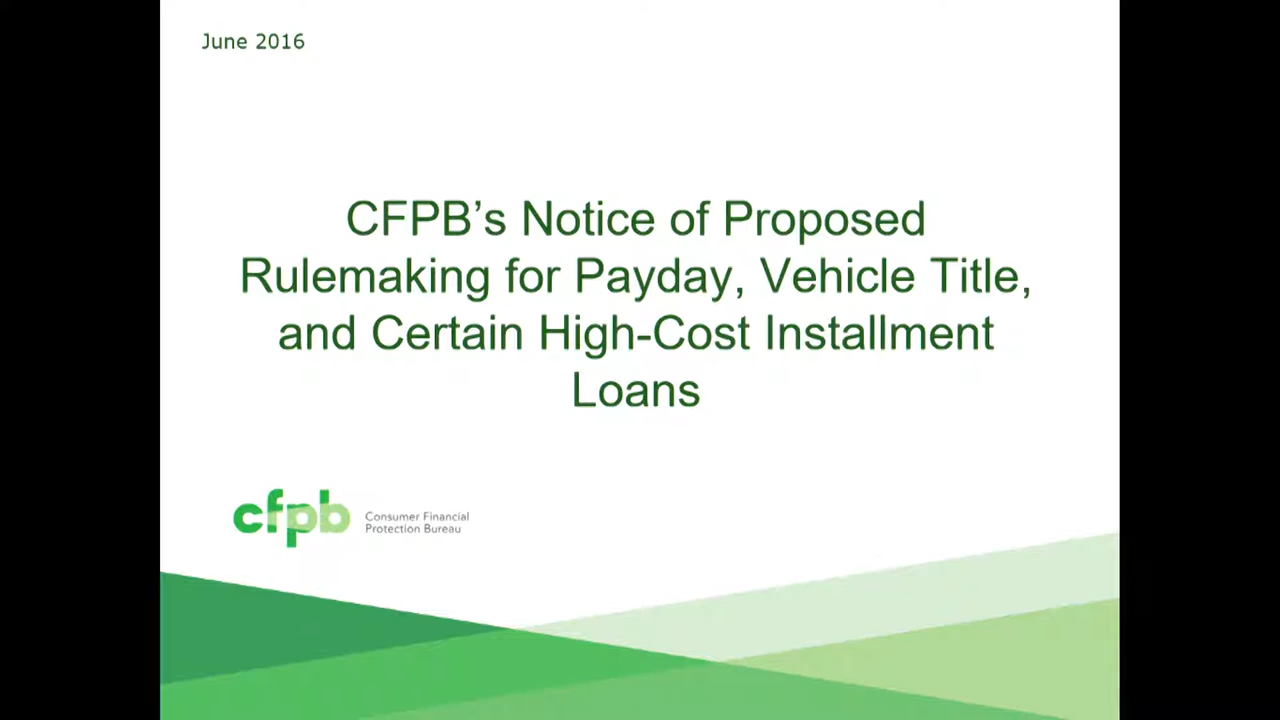 June 2016
CFPB’s Notice of Proposed
Rulemaking for Payday, Vehicle Title,
and Certain High-Cost Installment
Loans
cfpb
Consumer Financial
Protection Bureau